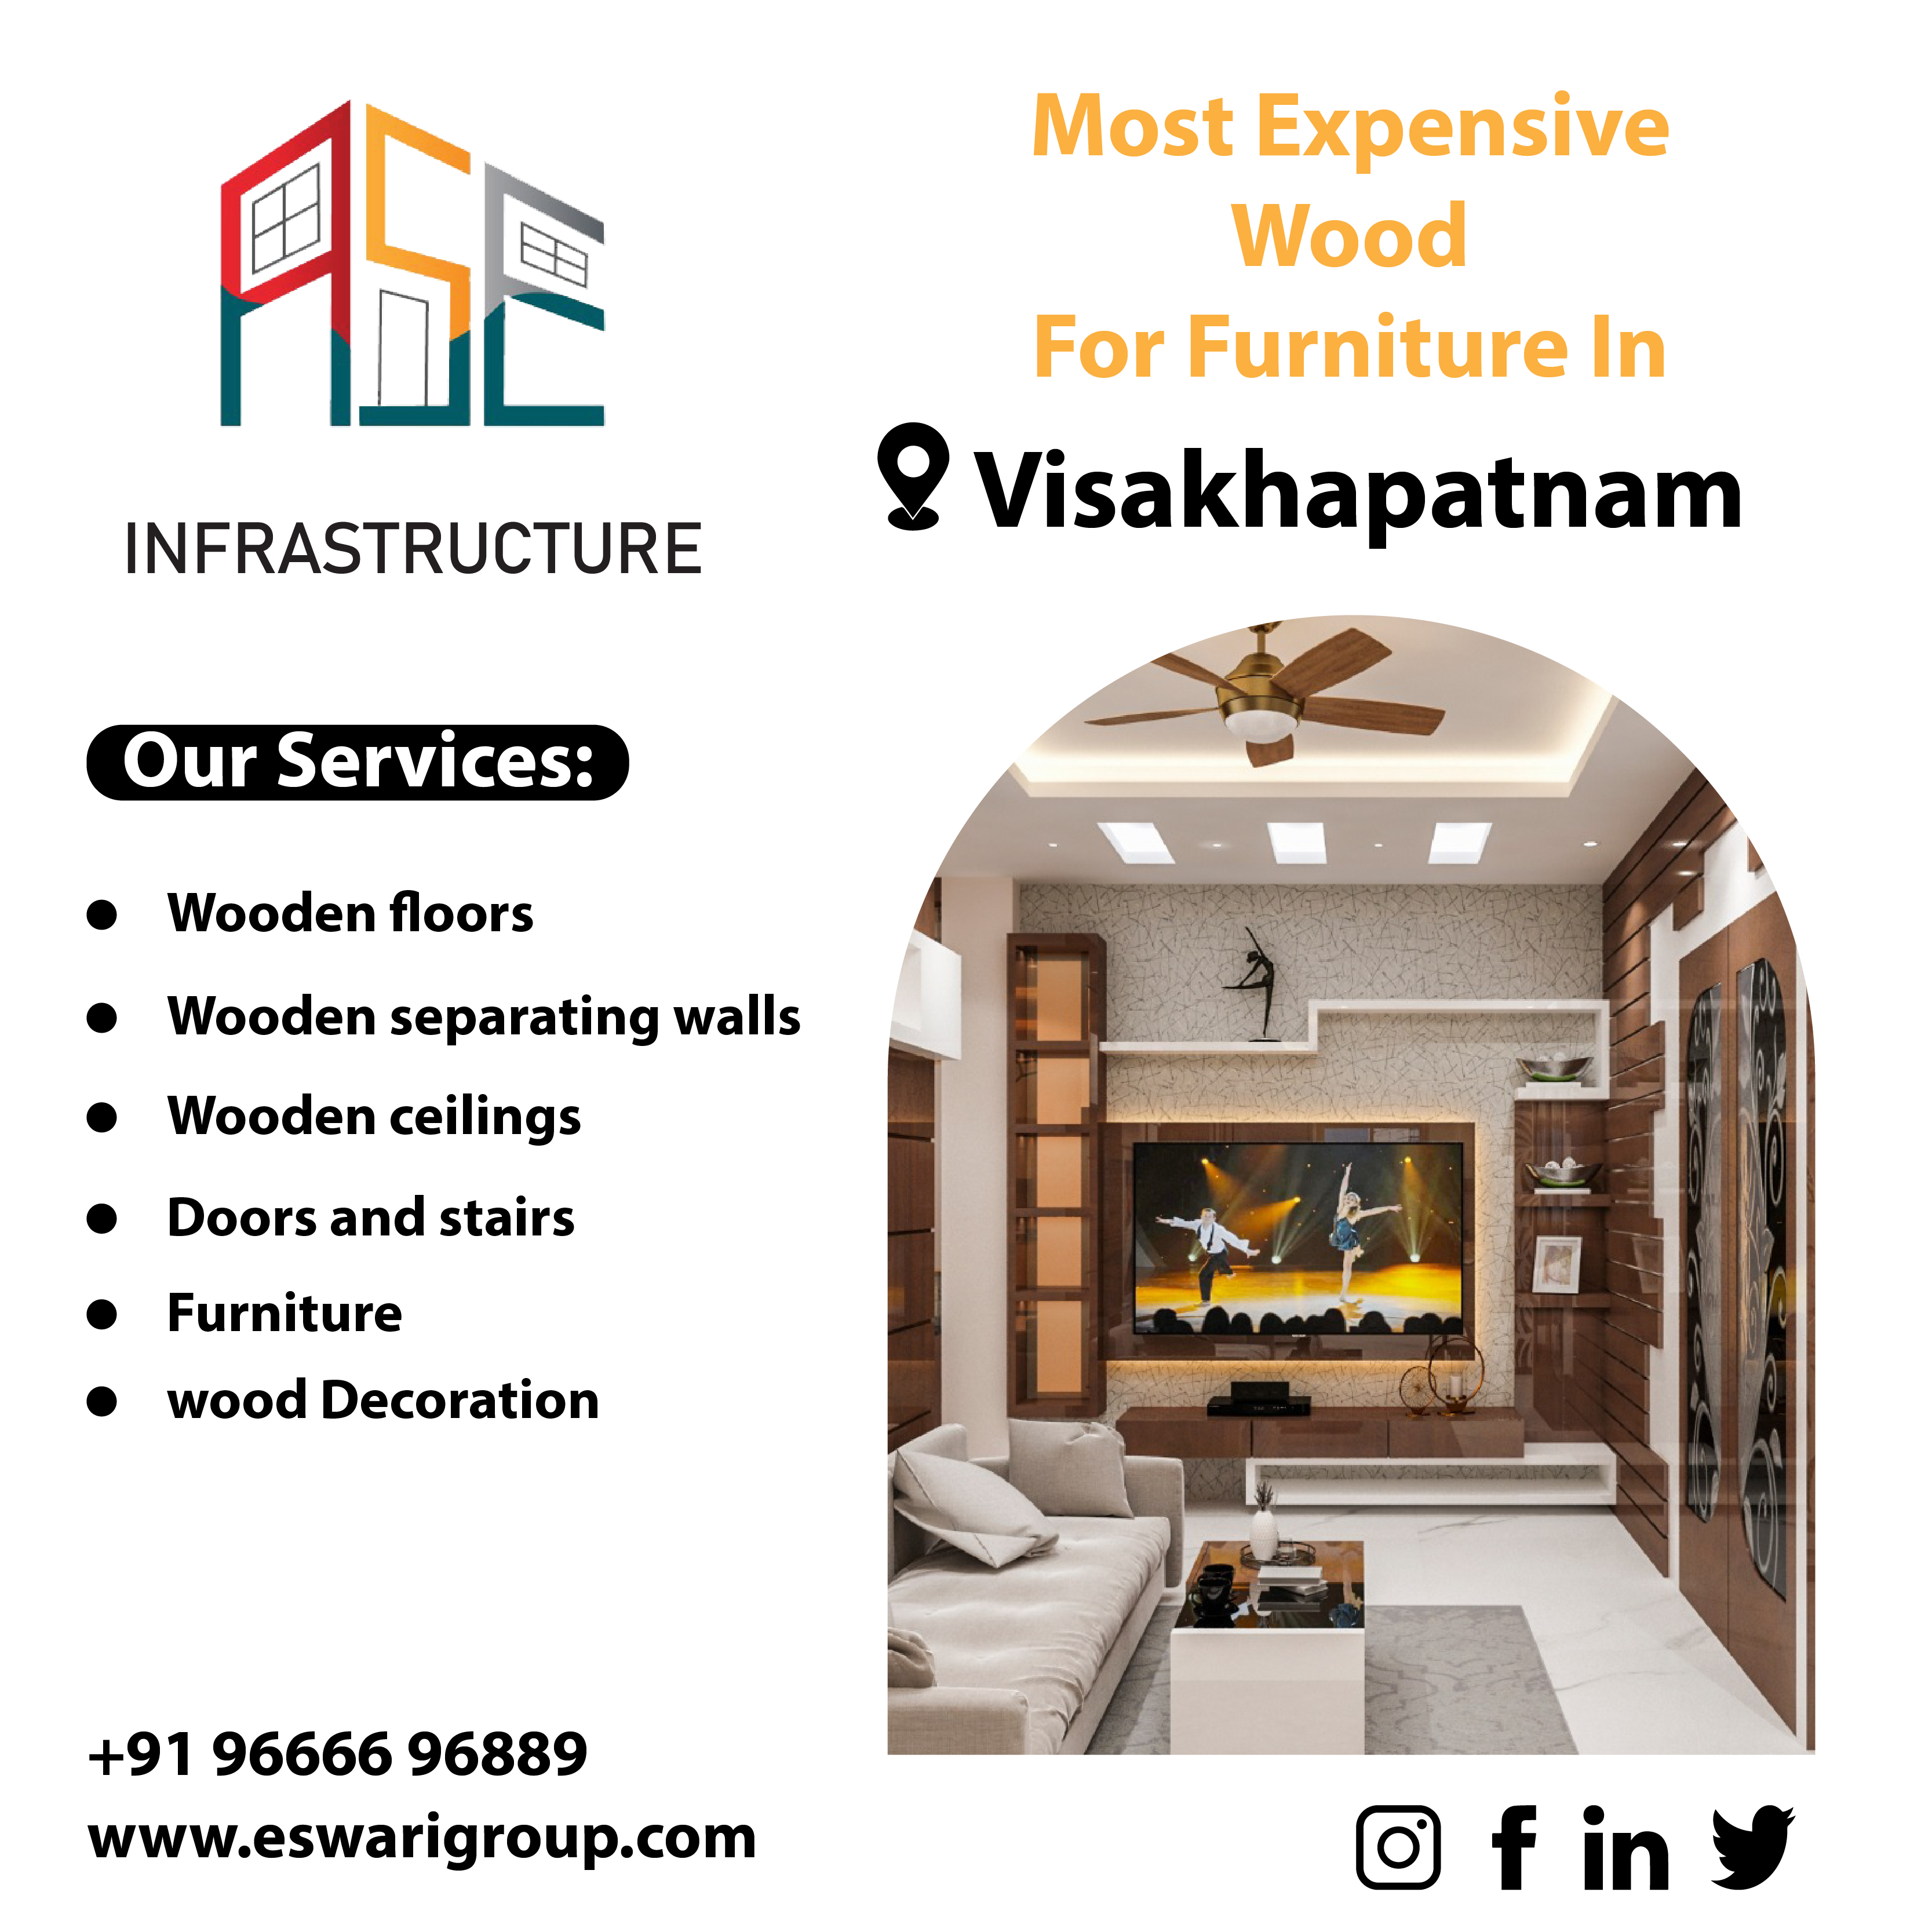 ASE
INFRASTRUCTURE
Most Expensive
Wood
For Furniture In
Visakhapatnam
Our Services:
● Wooden floors
● Wooden separating walls
● Wooden ceilings
● Doors and stairs
● Furniture
● wood Decoration
+91 96666 96889
www.eswarigroup.com